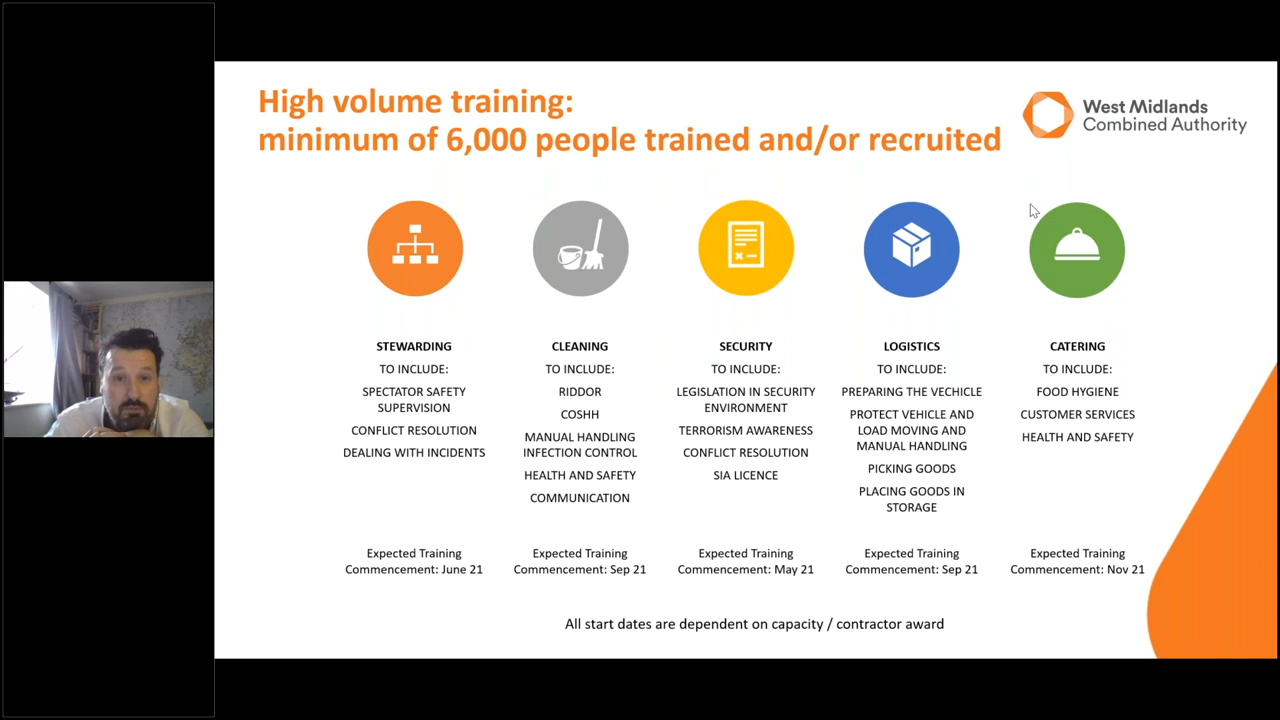 High volume training:
minimum of 6,000 people trained and/or recruited
West Midlands
Combined Authority
STEWARDING
TO INCLUDE:
SPECTATOR SAFETY
SUPERVISION
CONFLICT RESOLUTION
DEALING WITH INCIDENTS
Expected Training
Commencement: June 21
CLEANING
TO INCLUDE:
RIDDOR
COSHH
MANUAL HANDLING
INFECTION CONTROL
HEALTH AND SAFETY
COMMUNICATION
Expected Training
Commencement: Sep 21
SECURITY
TO INCLUDE:
LEGISLATION IN SECURITY
ENVIRONMENT
TERRORISM AWARENESS
CONFLICT RESOLUTION
SIA LICENCE
Expected Training
Commencement: May 21
LOGISTICS
TO INCLUDE:
PREPARING THE VECHICLE
PROTECT VEHICLE AND
LOAD MOVING AND
MANUAL HANDLING
PICKING GOODS
PLACING GOODS IN
STORAGE
Expected Training
Commencement: Sep 21
CATERING
TO INCLUDE:
FOOD HYGIENE
CUSTOMER SERVICES
HEALTH AND SAFETY
Expected Training
Commencement: Nov 21
All start dates are dependent on capacity / contractor award